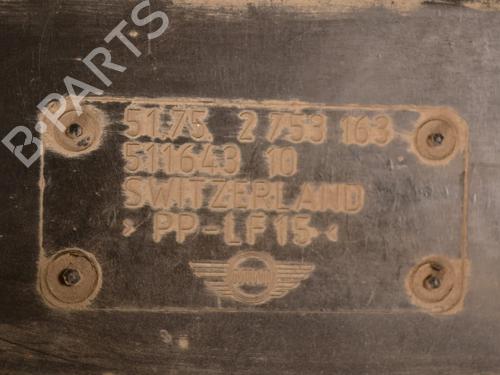 B-PARTS
51.75 2 753 163
511643 10
SWITZERLAND
> PP-LF15 <